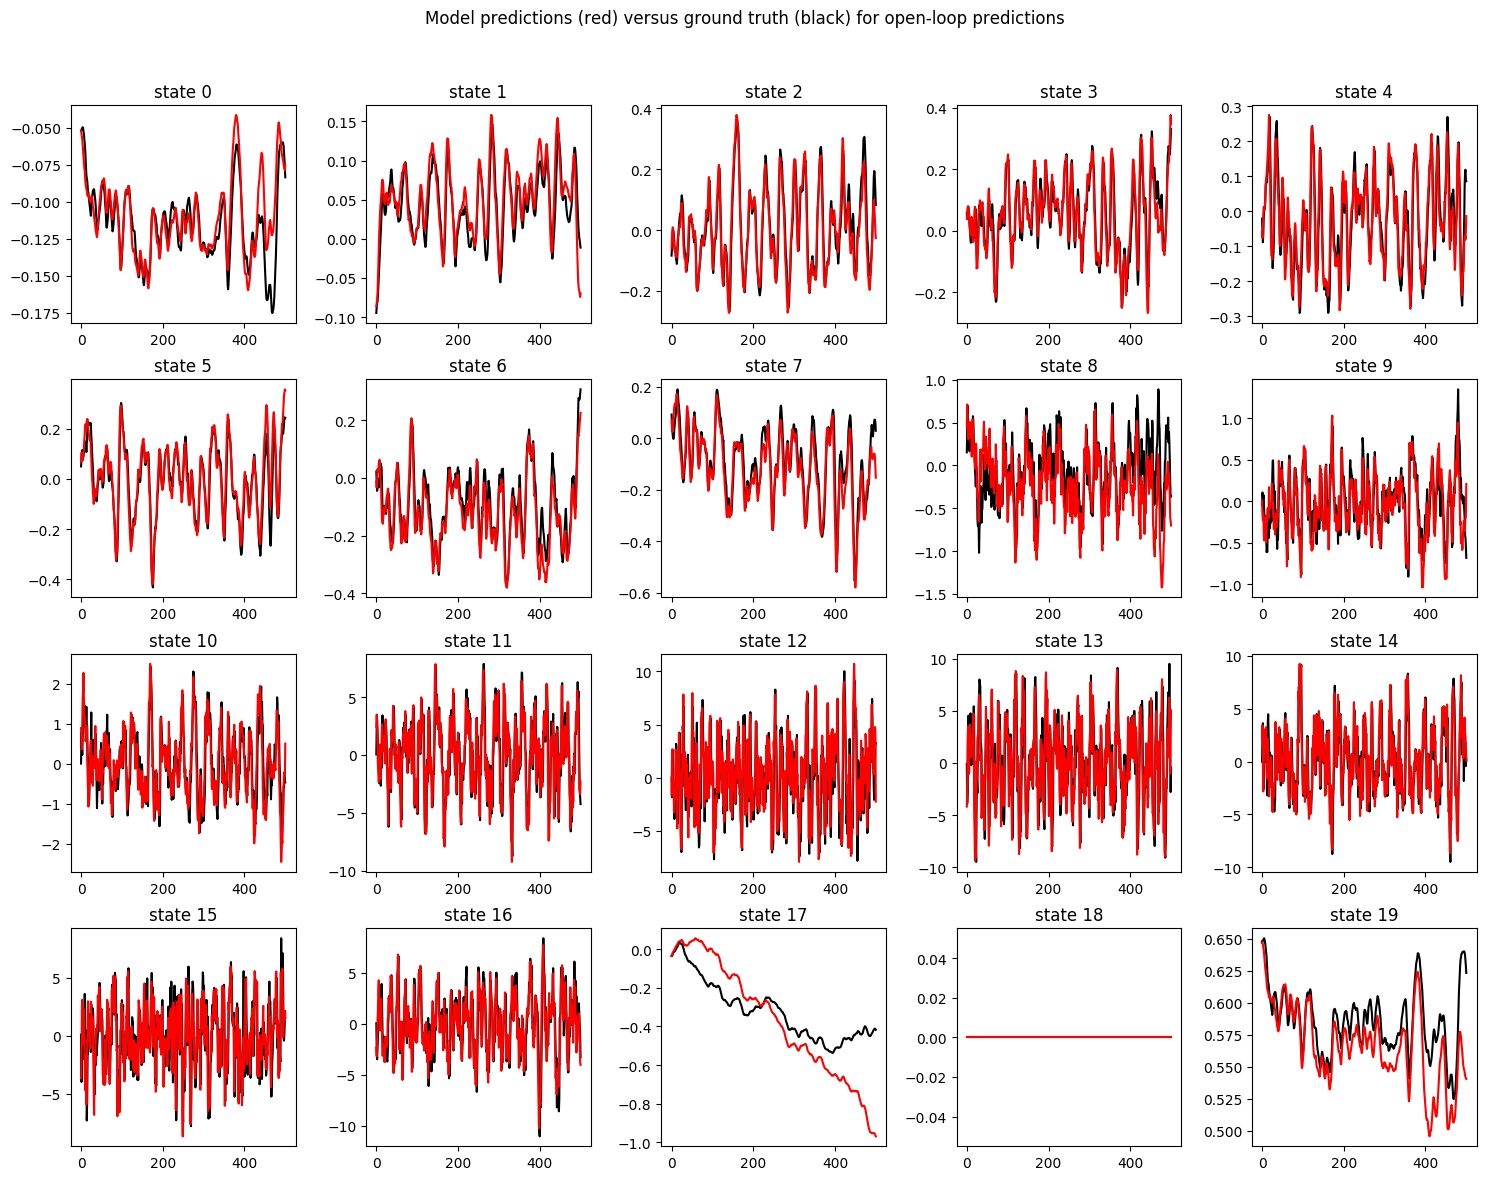 Model predictions (red) versus ground truth (black) for open-loop predictions
state 0 state 1 state 2 state 3 state 4
−0.050 −0.075 −0.100 −0.125 −0.150 −0.175
0.15 0.10 0.05 0.00 −0.05 −0.10
0.4 0.2 0.0 −0.2
0.4 0.2 0.0 −0.2
0.3 0.2 0.1 0.0 −0.1 −0.2 −0.3
0 200 400 0 200 400 0 200 400 0 200 400 0 200 400
state 5 state 6 state 7 state 8 state 9
0.2 0.0 −0.2 −0.4
0.2 0.0 −0.2 −0.4
0.2 0.0 −0.2 −0.4 −0.6
1.0 0.5 0.0 −0.5 −1.0 −1.5
1.0 0.5 0.0 −0.5 −1.0
0 200 400 0 200 400 0 200 400 0 200 400 0 200 400
state 10 state 11 state 12 state 13 state 14
2 1 0 −1 −2
5 0 −5 −10
10 5 0 −5
10 5 0 −5 −10
10 5 0 −5 −10
0 200 400 0 200 400 0 200 400 0 200 400 0 200 400
state 15 state 16 state 17 state 18 state 19
5 0 −5
5 0 −5 −10
0.0 −0.2 −0.4 −0.6 −0.8 −1.0
0.04 0.02 0.00 −0.02 −0.04
0.650 0.625 0.600 0.575 0.550 0.525 0.500
0 200 400 0 200 400 0 200 400 0 200 400 0 200 400